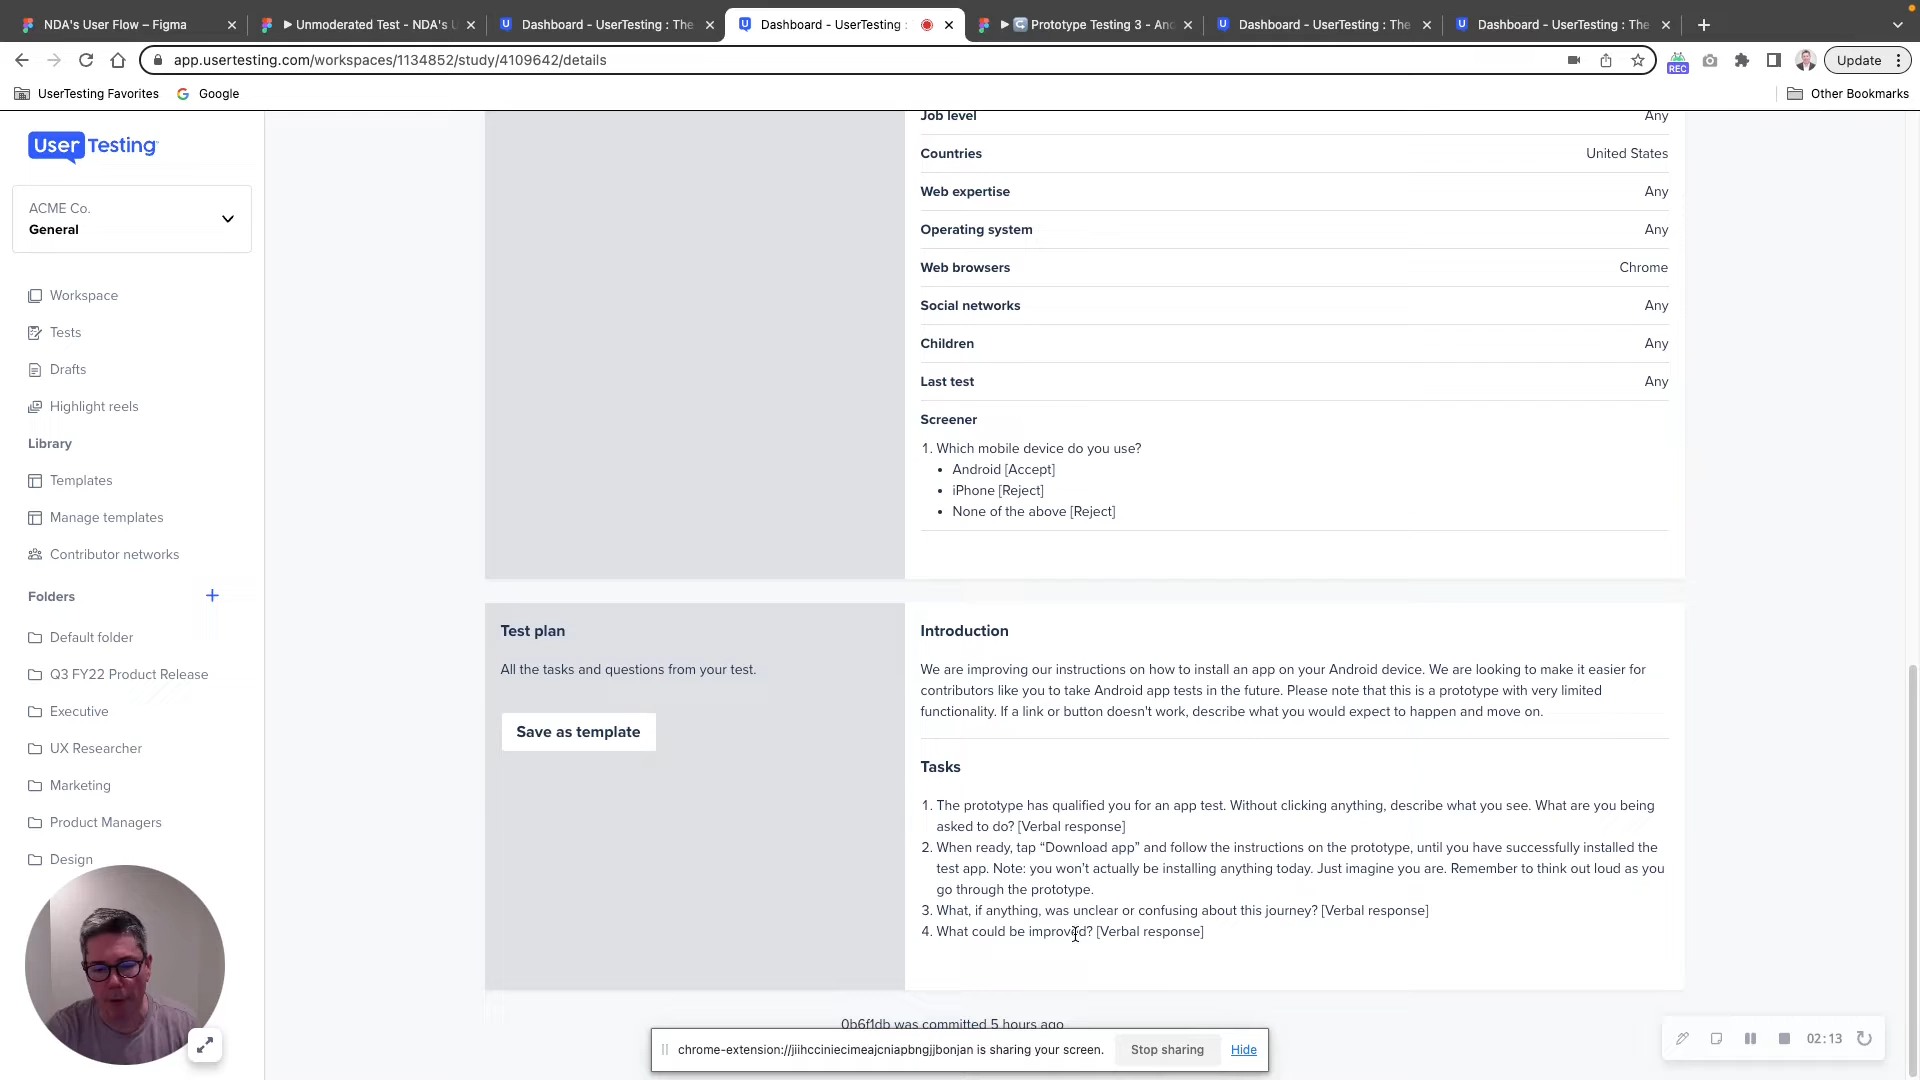 NDA's User Flow – Figma
Unmoderated Test - NDA's U
Dashboard - UserTesting : The
Dashboard - UserTesting :
Prototype Testing 3 - And
Dashboard - UserTesting : The
Dashboard - UserTesting : The
app.usertesting.com/workspaces/1134852/study/4109642/details
REC
Update
UserTesting Favorites
Google
Other Bookmarks
UserTesting
ACME Co.
General
Workspace
Tests
Drafts
Highlight reels
Library
Templates
Manage templates
Contributor networks
Folders
Default folder
Q3 FY22 Product Release
Executive
UX Researcher
Marketing
Product Managers
Design
Job level Any
Countries United States
Web expertise Any
Operating system Any
Web browsers Chrome
Social networks Any
Children Any
Last test Any
Screener
1. Which mobile device do you use?
• Android [Accept]
• iPhone [Reject]
• None of the above [Reject]
Test plan
All the tasks and questions from your test.
Save as template
Introduction
We are improving our instructions on how to install an app on your Android device. We are looking to make it easier for
contributors like you to take Android app tests in the future. Please note that this is a prototype with very limited
functionality. If a link or button doesn't work, describe what you would expect to happen and move on.
Tasks
1. The prototype has qualified you for an app test. Without clicking anything, describe what you see. What are you being
asked to do? [Verbal response]
2. When ready, tap “Download app” and follow the instructions on the prototype, until you have successfully installed the
test app. Note: you won’t actually be installing anything today. Just imagine you are. Remember to think out loud as you
go through the prototype.
3. What, if anything, was unclear or confusing about this journey? [Verbal response]
4. What could be improved? [Verbal response]
0b6f1db was committed 5 hours ago
chrome-extension://jiihcciniecimeajcniapbngjjbonjan is sharing your screen.
Stop sharing
Hide
02:13